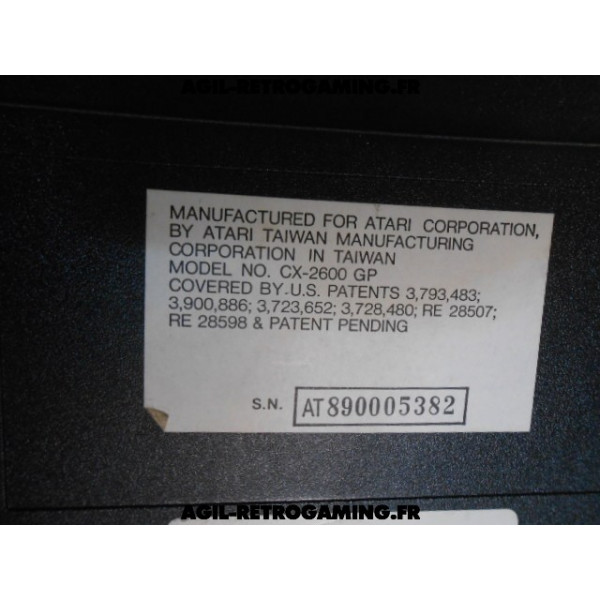 AGIL-RETROGAMING.FR
MANUFACTURED FOR ATARI CORPORATION,
BY ATARI TAIWAN MANUFACTURING
CORPORATION IN TAIWAN
MODEL NO. CX-2600 GP
COVERED BY U.S. PATENTS 3,793,483;
3,900,886; 3,723,652; 3,728,480; RE 28507;
RE 28598 & PATENT PENDING
S.N. AT890005382
AGIL-RETROGAMING.FR